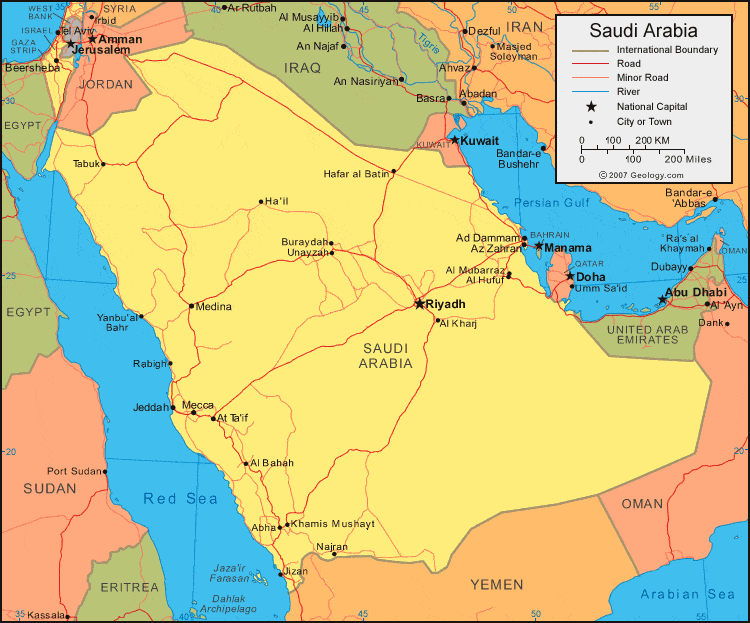 Saudi Arabia
International Boundary
Road
Minor Road
River
National Capital
City or Town
0 100 200 KM
0 100 200 Miles
© 2007 Geology.com
WEST
BANK
35
SYRIA
Irbid
40
Ar Rutbah
Al Musayyib
Al Hillah
An Najaf
45
Tigris
Dezful
Masjed
Soleyman
IRAN
ISRAEL
Tel Aviv
Amman
GAZA
STRIP
Jerusalem
Beersheba
JORDAN
IRAQ
An Nasiriyah
Ahvaz
Abadan
Basra
30
30
EGYPT
KUWAIT
Kuwait
Bandar-e
Bushehr
Tabuk
Hafar al Batin
Bandar-e
'Abbas
Ha'il
Persian Gulf
Buraydah
Unayzah
Ad Dammam
Az Zahran
BAHRAIN
Manama
Ra's al
Khaymah
OMAN
QATAR
Doha
Umm Sa'id
Dubayy
Al Mubarraz
Al Hufuf
25
25
Abu Dhabi
Al 'Ayn
EGYPT
Medina
Yanbu'al
Bahr
Riyadh
Al Kharj
UNITED ARAB
EMIRATES
Dank
SAUDI
ARABIA
Rabigh
Jeddah
Mecca
At Ta'if
20
20
Al Bahah
Port Sudan
SUDAN
Red Sea
OMAN
Abha
Khamis Mushayt
Najran
Jizan
Jaza'ir
Farasan
Dahlak
Archipelago
ERITREA
YEMEN
Arabian Sea
Kassala
35
40
45
50
55